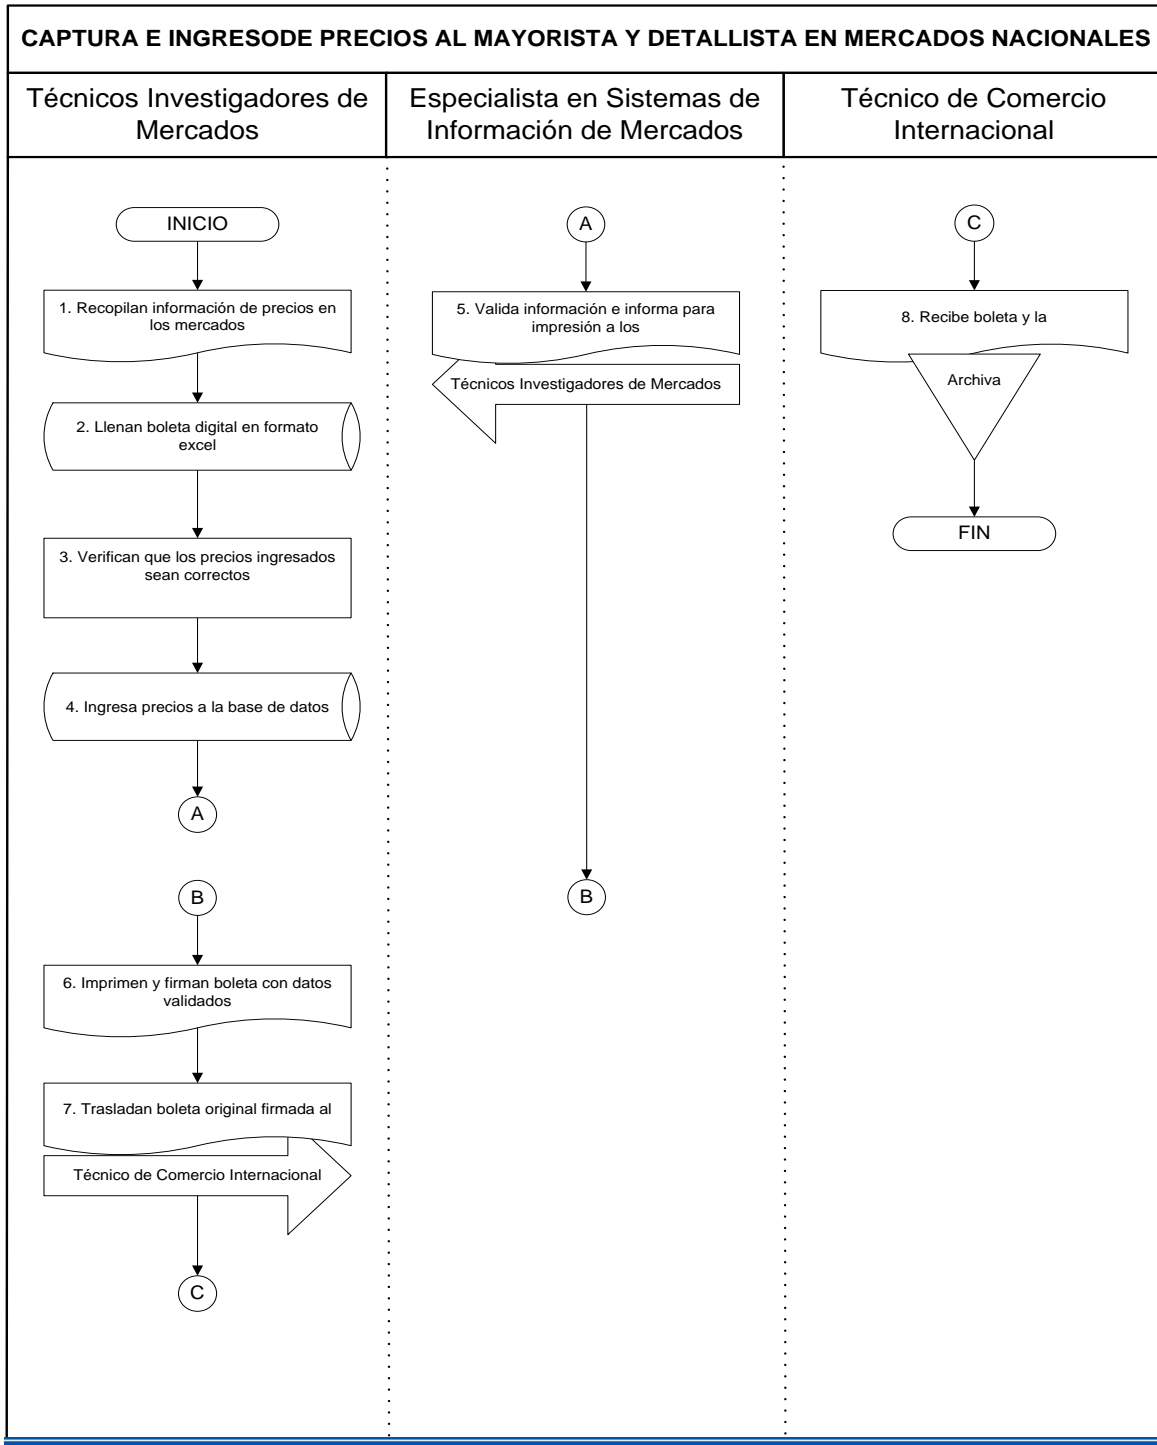 CAPTURA E INGRESODE PRECIOS AL MAYORISTA Y DETALLISTA EN MERCADOS NACIONALES
Técnicos Investigadores de
Mercados
Especialista en Sistemas de
Información de Mercados
Técnico de Comercio
Internacional
INICIO
1. Recopilan información de precios en
los mercados
2. Llenan boleta digital en formato
excel
3. Verifican que los precios ingresados
sean correctos
4. Ingresa precios a la base de datos
A
B
6. Imprimen y firman boleta con datos
validados
7. Trasladan boleta original firmada al
Técnico de Comercio Internacional
C
A
5. Valida información e informa para
impresión a los
Técnicos Investigadores de Mercados
B
C
8. Recibe boleta y la
Archiva
FIN